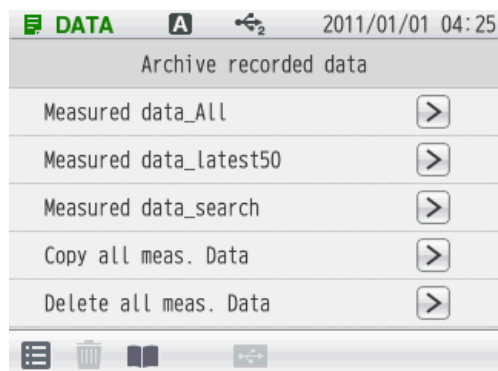 DATA A 2 2011/01/01 04:25
Archive recorded data
Measured data_All
Measured data_latest50
Measured data_search
Copy all meas. Data
Delete all meas. Data